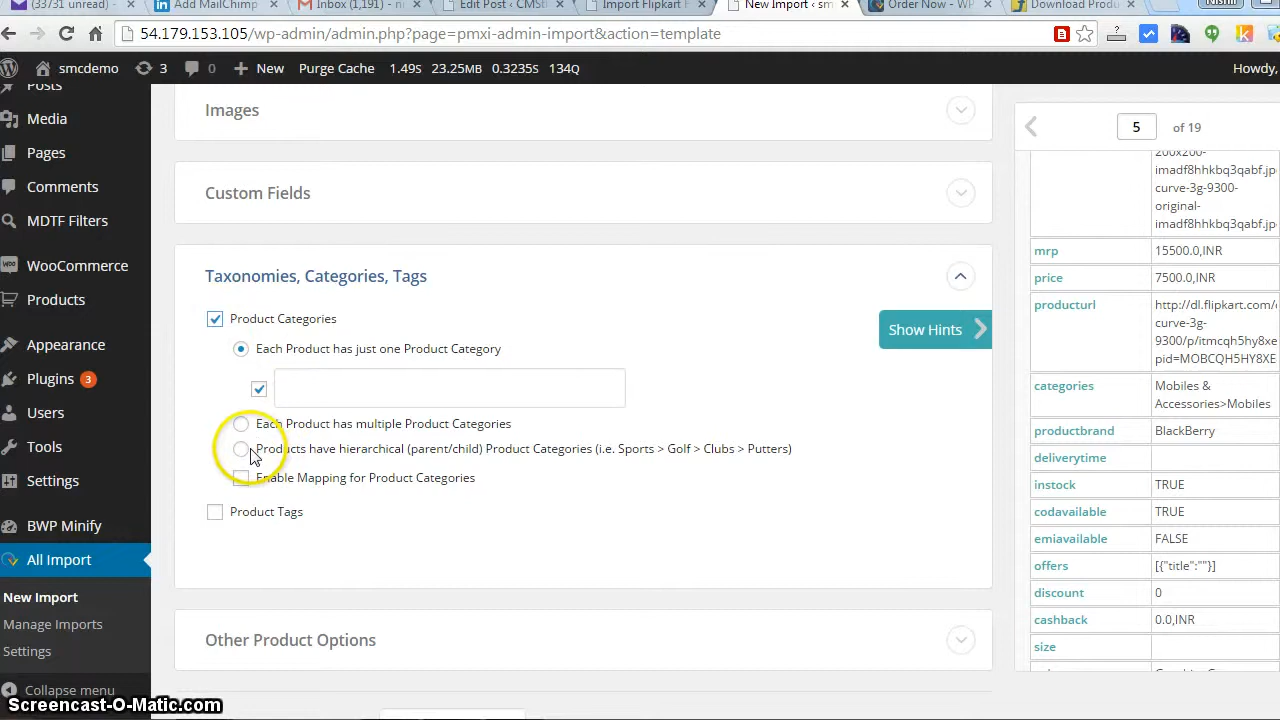 (31 unread) -
Add MailChimp
Inbox (1,191)
Edit Post ‹ CMSti
Import Flipkart
New Import ‹ sm
Order Now - WP
Download Produ
54.179.153.105/wp-admin/admin.php?page=pmxi-admin-import&action=template
smcdemo 3 0 New Purge Cache 1.49S 23.25MB 0.3235S 134Q Howdy,
Posts
Media
Pages
Comments
MDTF Filters
WooCommerce
Products
Appearance
Plugins 3
Users
Tools
Settings
BWP Minify
All Import
New Import
Manage Imports
Settings
Collapse menu
Images
Custom Fields
Taxonomies, Categories, Tags
Show Hints
Product Categories
Each Product has just one Product Category
Each Product has multiple Product Categories
Products have hierarchical (parent/child) Product Categories (i.e. Sports > Golf > Clubs > Putters)
Enable Mapping for Product Categories
Product Tags
Other Product Options
5 of 19
200x200-
imadf8hhkbq3qabf.jp
curve-3g-9300-
original-
imadf8hhkbq3qabf.jp
mrp 15500.0,INR
price 7500.0,INR
producturl http://dl.flipkart.com/
curve-3g-
9300/p/itmcqh5hy8xe
pid=MOBCQH5HY8XE
categories Mobiles &
Accessories>Mobiles
productbrand BlackBerry
deliverytime
instock TRUE
codavailable TRUE
emiavailable FALSE
offers [{"title":""}]
discount 0
cashback 0.0,INR
size
Screencast-O-Matic.com